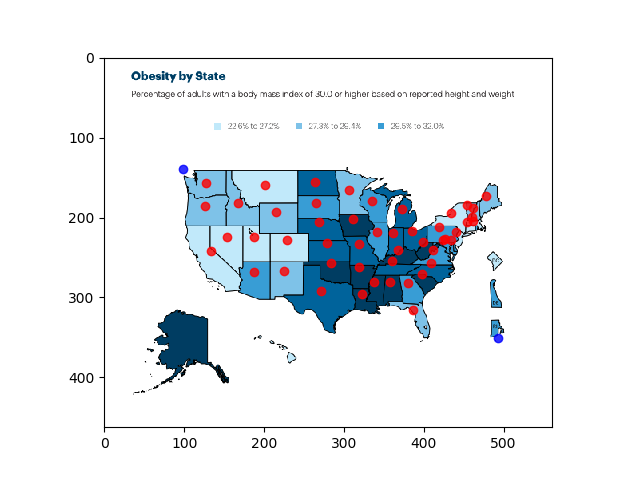 Obesity by State
Percentage of adults with a body mass index of 30.0 or higher based on reported height and weight
22.6% to 27.2% 27.3% to 29.4% 29.5% to 32.0%
0
100
200
300
400
0 100 200 300 400 500